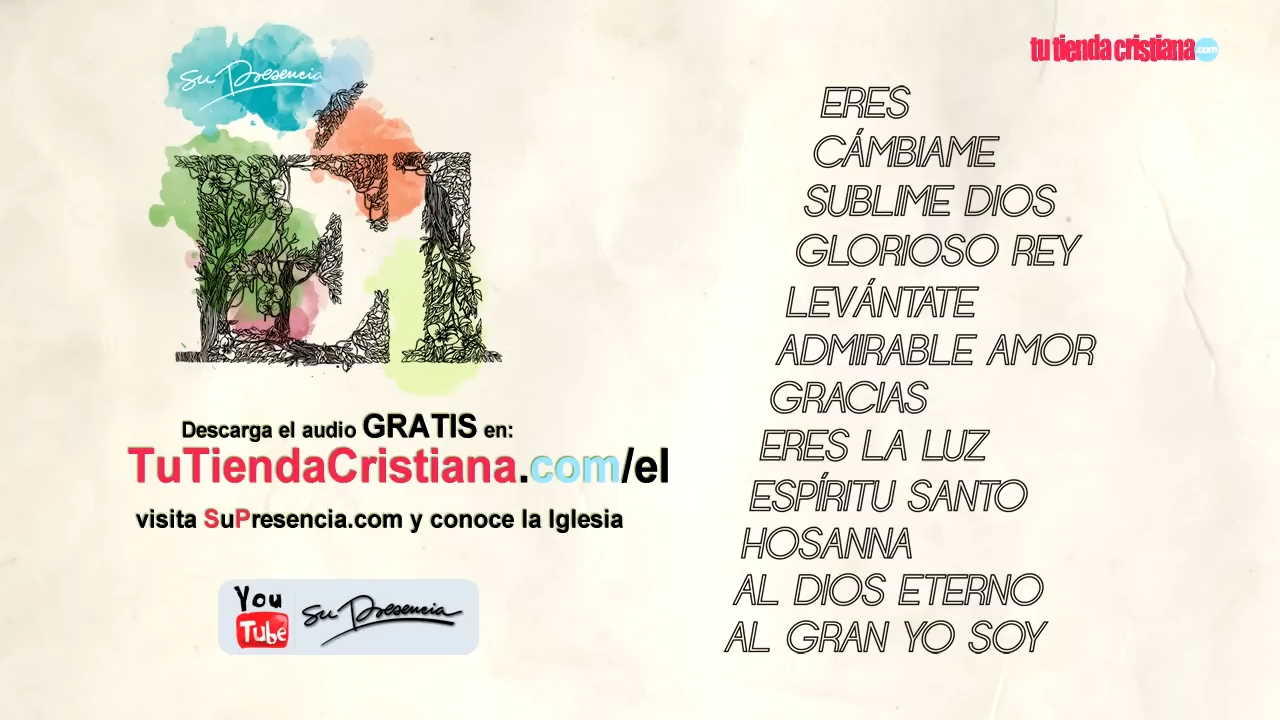 Su Presencia
Él
Descarga el audio GRATIS en:
TuTiendaCristiana.com/el
visita SuPresencia.com y conoce la Iglesia
You
Tube
Su Presencia
tu tienda cristiana.com
ERES
CÁMBIAME
SUBLIME DIOS
GLORIOSO REY
LEVÁNTATE
ADMIRABLE AMOR
GRACIAS
ERES LA LUZ
ESPÍRITU SANTO
HOSANNA
AL DIOS ETERNO
AL GRAN YO SOY